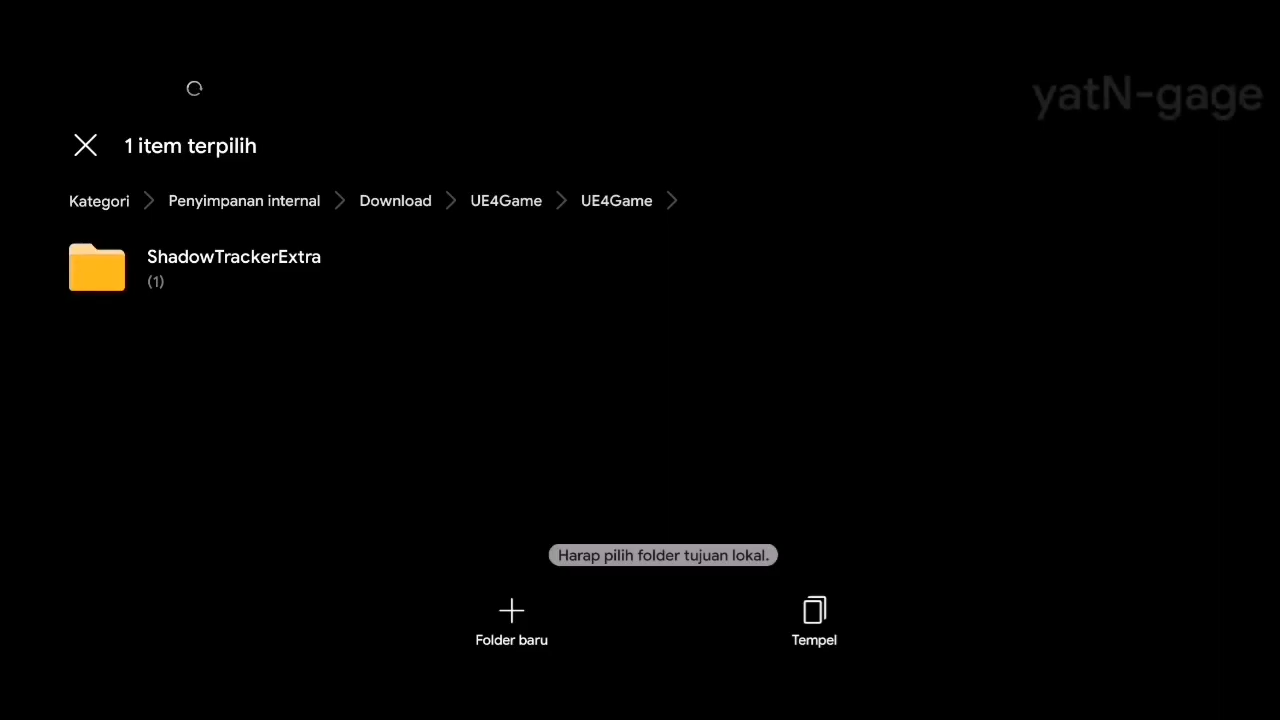 yatN-gage
1 item terpilih
Kategori
Penyimpanan internal
Download
UE4Game
UE4Game
ShadowTrackerExtra
(1)
Harap pilih folder tujuan lokal.
Folder baru
Tempel